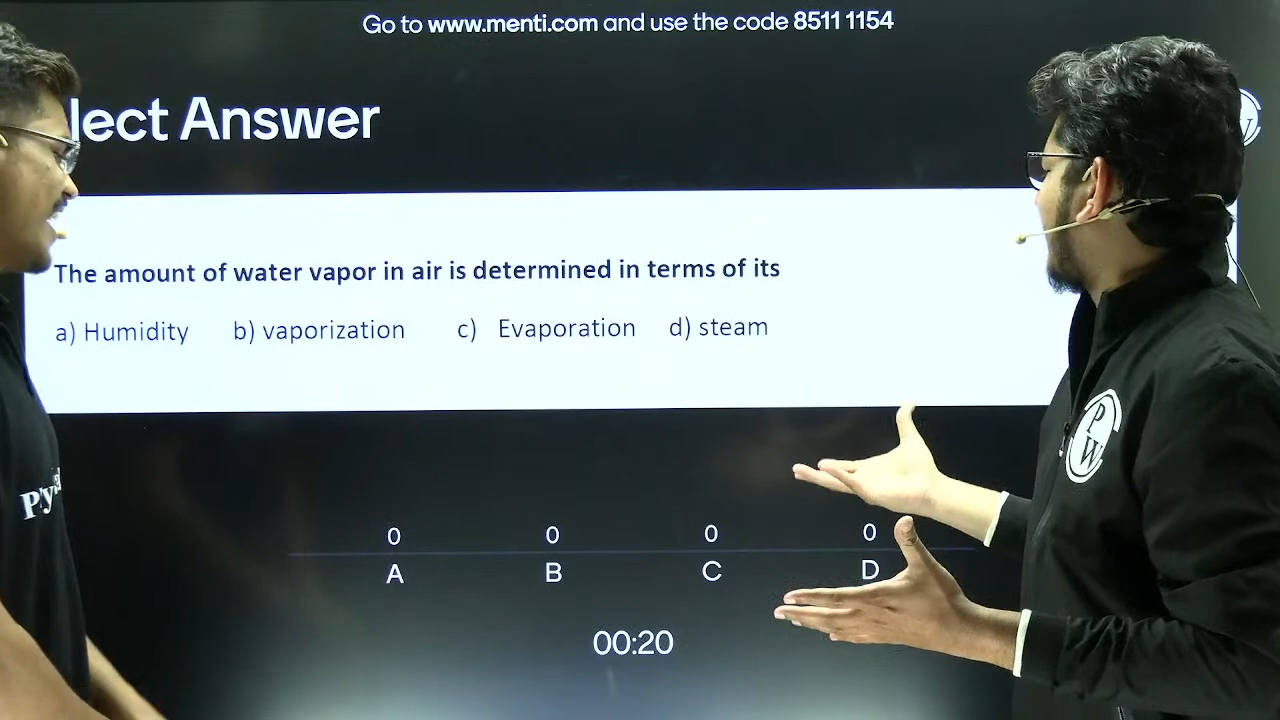 Go to www.menti.com and use the code 8511 1154
lect Answer
The amount of water vapor in air is determined in terms of its
a) Humidity b) vaporization c) Evaporation d) steam
0 0 0 0
A B C D
00:20
P
W